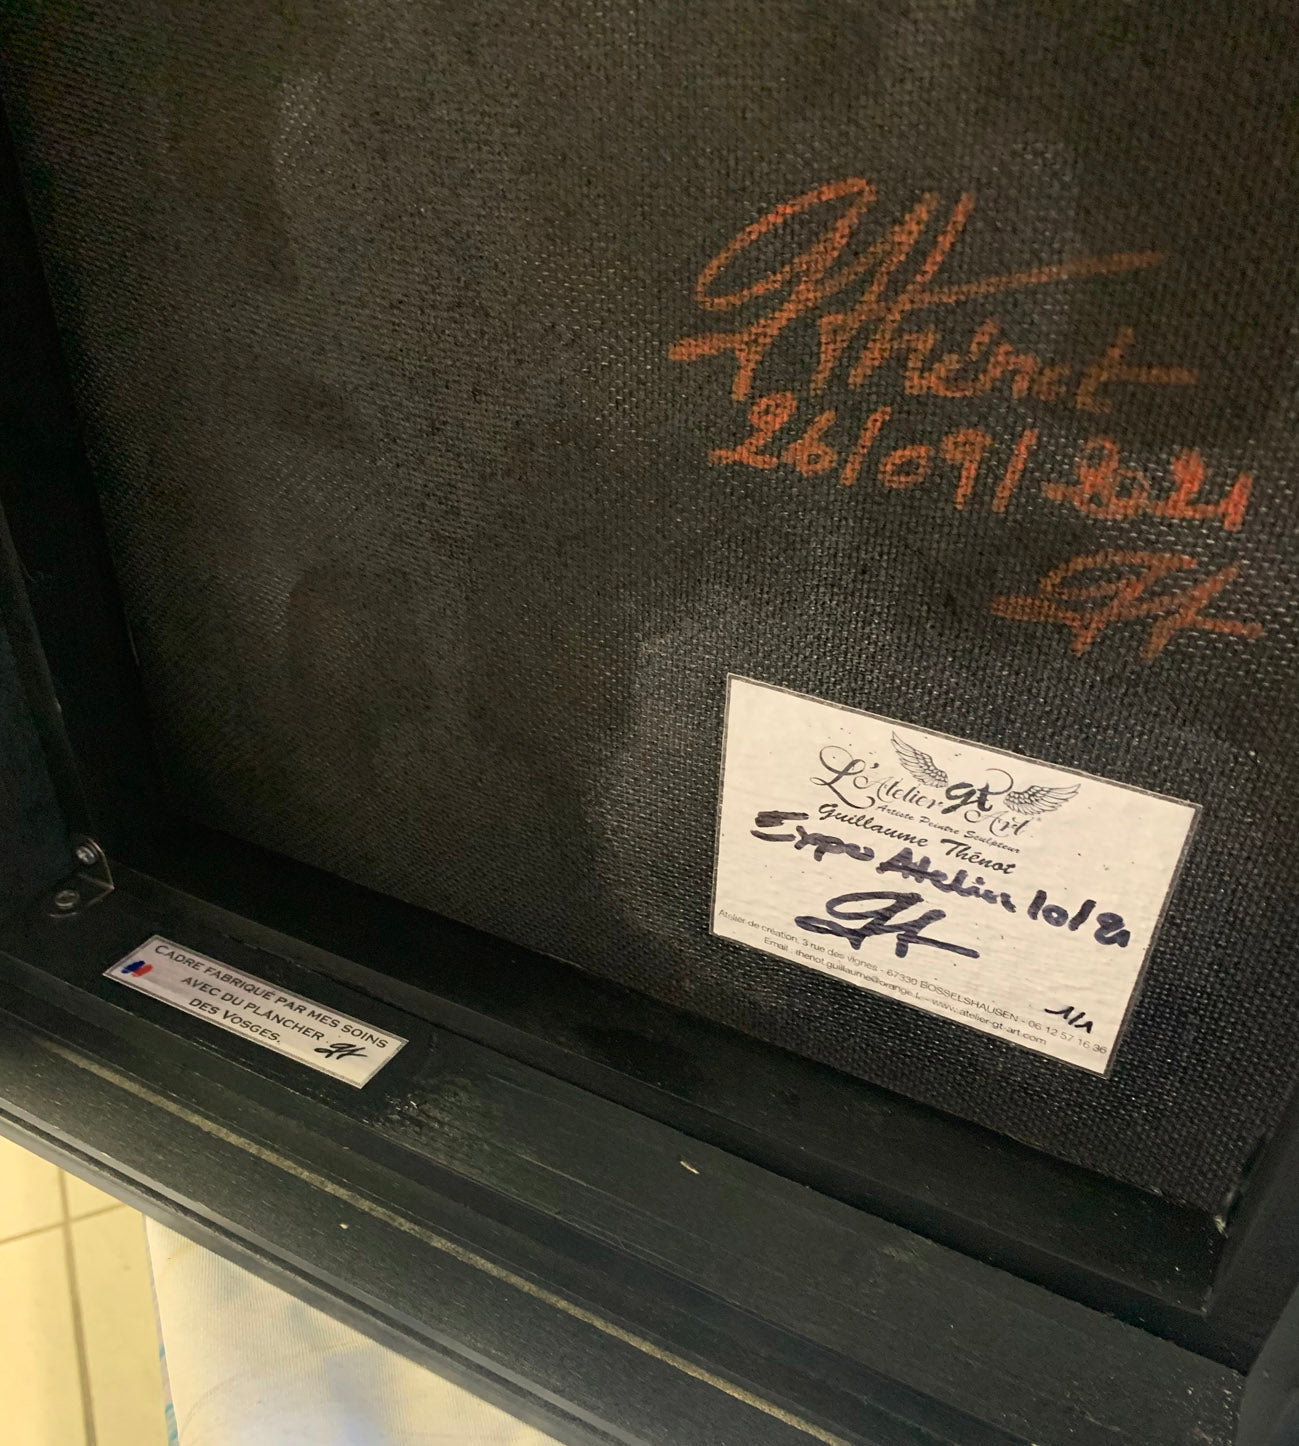 GThénot
26/09/2021
GT
L'Atelier gt Art
Artiste Peintre Sculpteur
Guillaume Thénot
Expo Atelier 10/21
GT
Atelier de création, 3 rue des vignes - 67330 BOSSELSHAUSEN - 06 12 57 16 36
Email : thenot.guillaume@orange.f - www.atelier-gt-art.com
1/1
CADRE FABRIQUÉ PAR MES SOINS
AVEC DU PLANCHER
DES VOSGES. GT